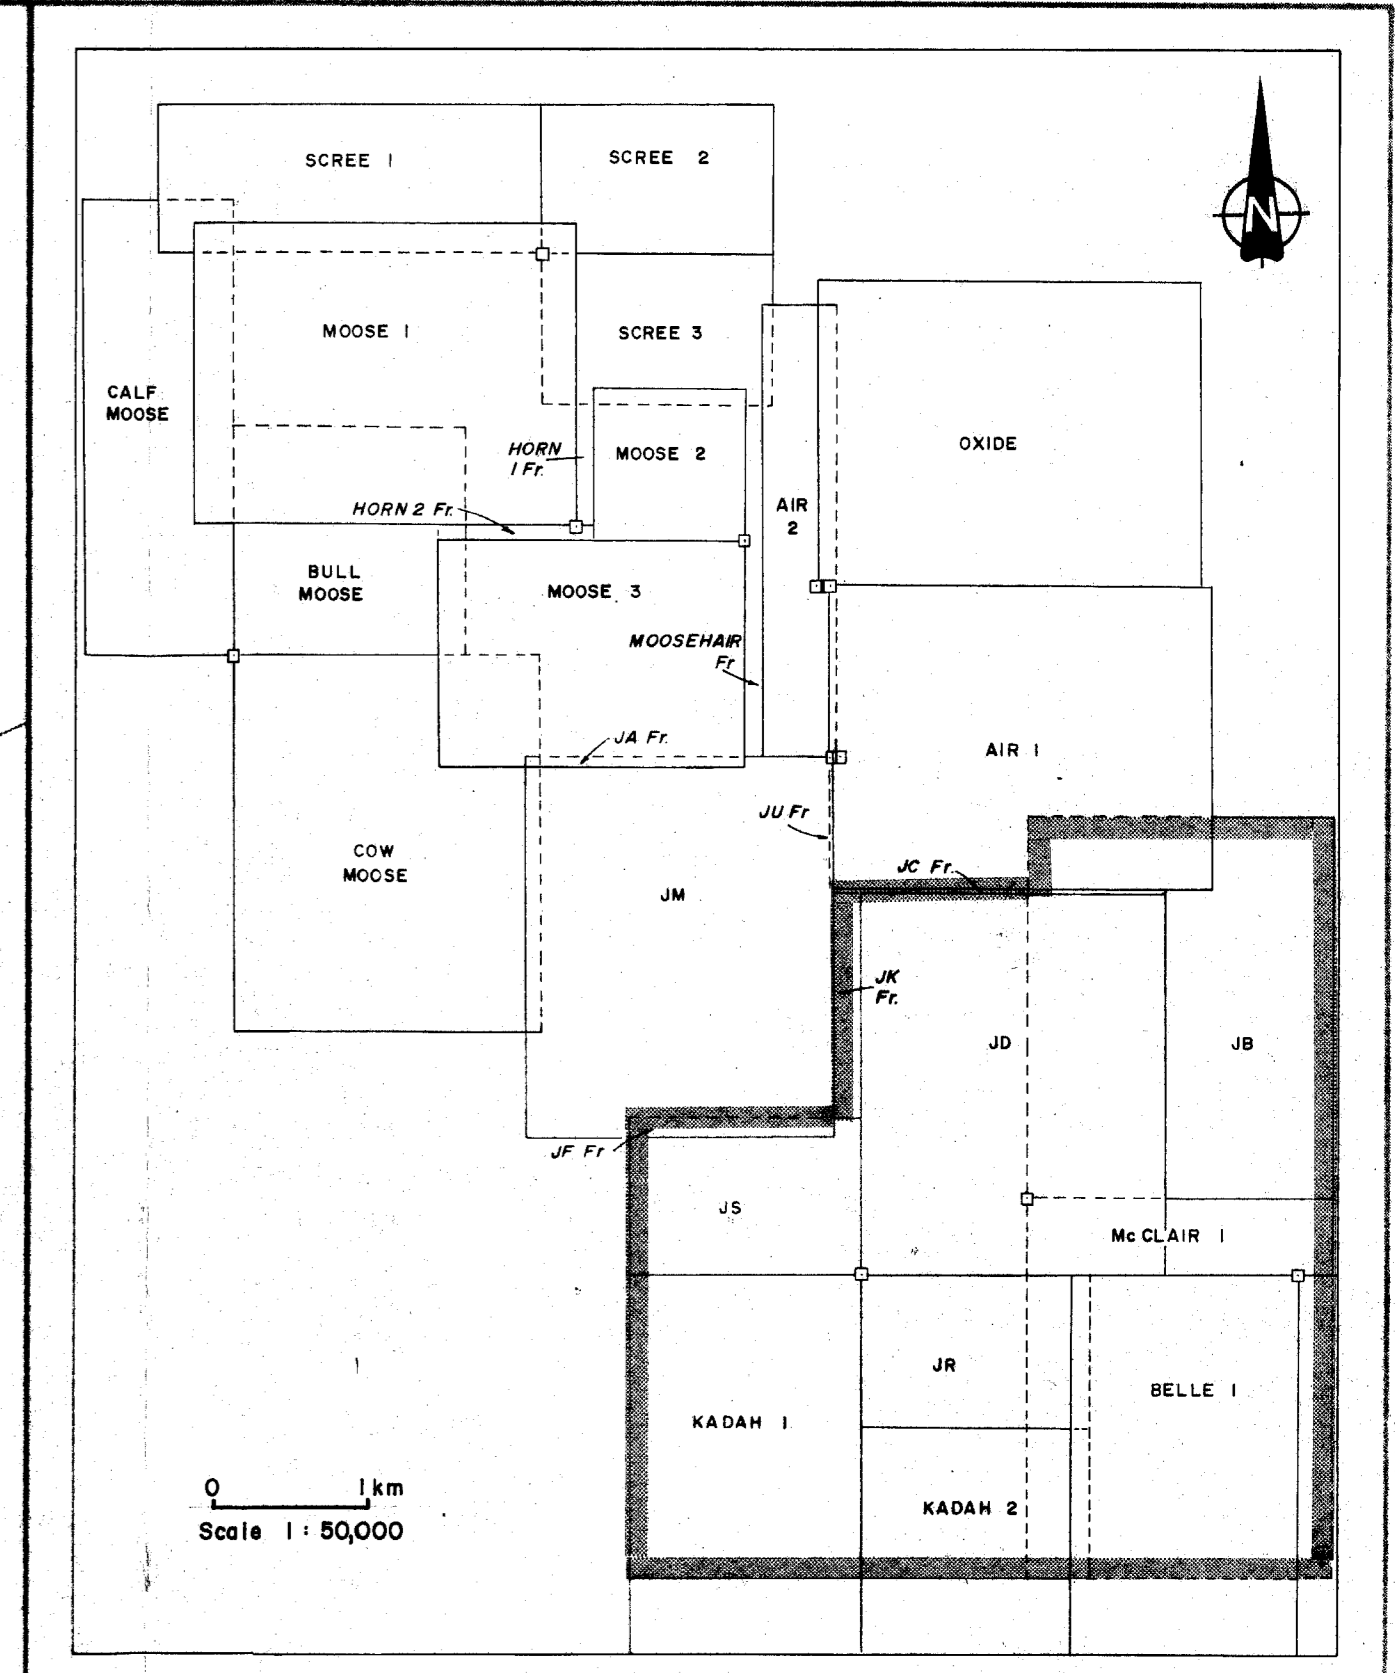 SCREE 1
SCREE 2
N
MOOSE 1
SCREE 3
CALF
MOOSE
HORN
1 Fr.
MOOSE 2
OXIDE
AIR
2
HORN 2 Fr.
BULL
MOOSE
MOOSE 3
MOOSEHAIR
Fr
JA Fr.
AIR 1
JU Fr
COW
MOOSE
JC Fr.
JM
JK
Fr.
JD
JB
JF Fr
JS
Mc CLAIR 1
JR
BELLE 1
KADAH 1
KADAH 2
0 1 km
Scale 1 : 50,000